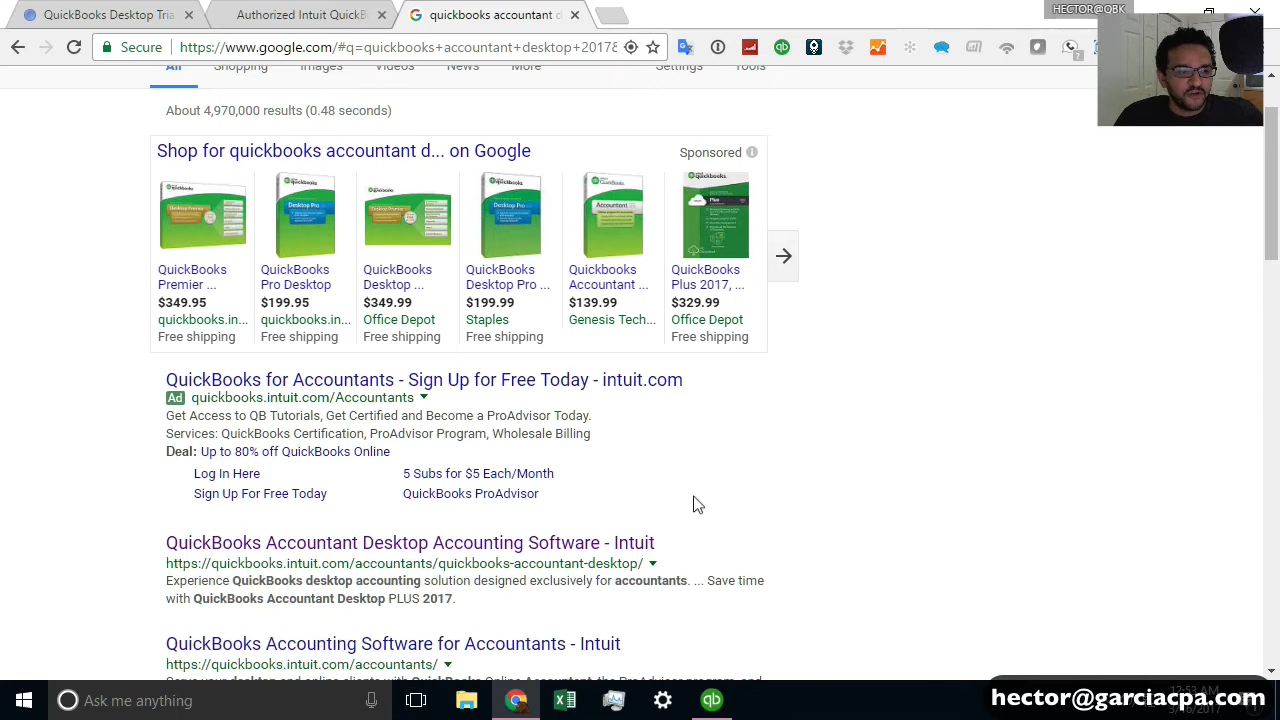 HECTOR@QBK
QuickBooks Desktop Tria
Authorized Intuit QuickB
quickbooks accountant d
Secure
https://www.google.com/#q=quickbooks+accountant+desktop+2017&
All Shopping Images Videos News More Settings Tools
About 4,970,000 results (0.48 seconds)
Shop for quickbooks accountant d... on Google
Sponsored
QuickBooks
Premier ...
$349.95
quickbooks.in...
Free shipping
QuickBooks
Pro Desktop
$199.95
quickbooks.in...
Free shipping
QuickBooks
Desktop ...
$349.99
Office Depot
Free shipping
QuickBooks
Desktop Pro ...
$199.99
Staples
Free shipping
Quickbooks
Accountant ...
$139.99
Genesis Tech...
QuickBooks
Plus 2017, ...
$329.99
Office Depot
Free shipping
QuickBooks for Accountants - Sign Up for Free Today - intuit.com
Ad quickbooks.intuit.com/Accountants
Get Access to QB Tutorials, Get Certified and Become a ProAdvisor Today.
Services: QuickBooks Certification, ProAdvisor Program, Wholesale Billing
Deal: Up to 80% off QuickBooks Online
Log In Here 5 Subs for $5 Each/Month
Sign Up For Free Today QuickBooks ProAdvisor
QuickBooks Accountant Desktop Accounting Software - Intuit
https://quickbooks.intuit.com/accountants/quickbooks-accountant-desktop/
Experience QuickBooks desktop accounting solution designed exclusively for accountants. ... Save time
with QuickBooks Accountant Desktop PLUS 2017.
QuickBooks Accounting Software for Accountants - Intuit
https://quickbooks.intuit.com/accountants/
Ask me anything
12:53 AM
hector@garciacpa.com